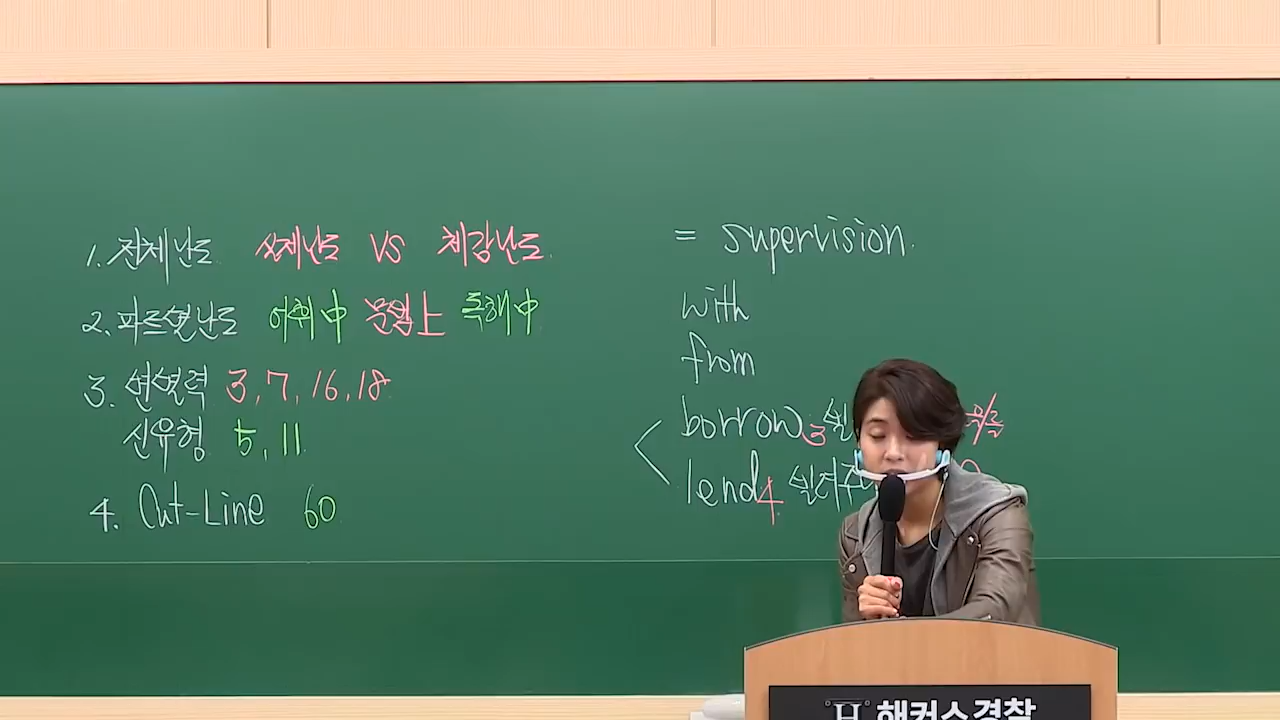 1. 전체난도 실제난도 VS 체감난도
2. 파트별난도 어휘中 문법上 독해中
3. 변별력 3, 7, 16, 18
신유형 5, 11
4. Cut-Line 60
= supervision.
with
from
borrow 3
lend 4 빌려주
해커스경찰